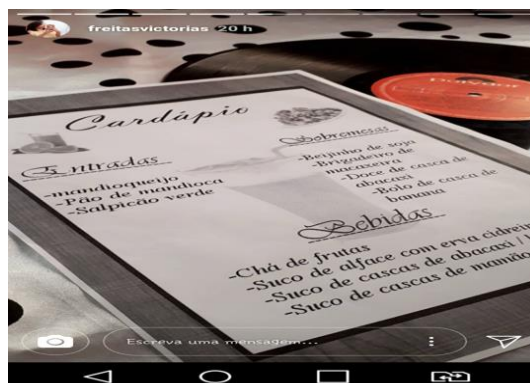 freitasvictorias 20 h
Cardápio
Entradas
-mandioqueijo
-Pão de mandioca
-Salpicão verde
Sobremesas
-Beijinho de soja
-Brigadeiro de
macaxeira
-Doce de casca de
abacaxi
-Bolo de casca de
banana
Bebidas
-Chá de frutas
-Suco de alface com erva cidreir
-Suco de cascas de abacaxi
-Suco de cascas de mamão
Escreva uma mensagem...